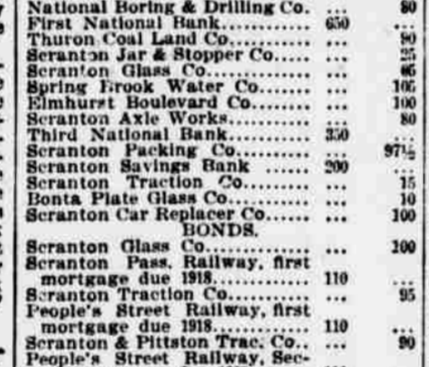 National Boring & Drilling Co. ... 80
First National Bank............ 650 ...
Thuron Coal Land Co............ ... 90
Scranton Jar & Stopper Co..... ... 25
Scranton Glass Co............ ... 65
Spring Brook Water Co......... ... 105
Elmhurst Boulevard Co......... ... 100
Scranton Axle Works........... ... 80
Third National Bank........... 350 ...
Scranton Packing Co........... ... 97½
Scranton Savings Bank ...... 200 ...
Scranton Traction Co.......... ... 15
Bonta Plate Glass Co.......... ... 10
Scranton Car Replacer Co...... ... 100
BONDS.
Scranton Glass Co............. ... 100
Scranton Pass. Railway, first
mortgage due 1918............. 110 ...
Scranton Traction Co.......... ... 95
People's Street Railway, first
mortgage due 1918............. 110 ...
Scranton & Pittston Trac. Co.. ... 90
People's Street Railway, Sec-